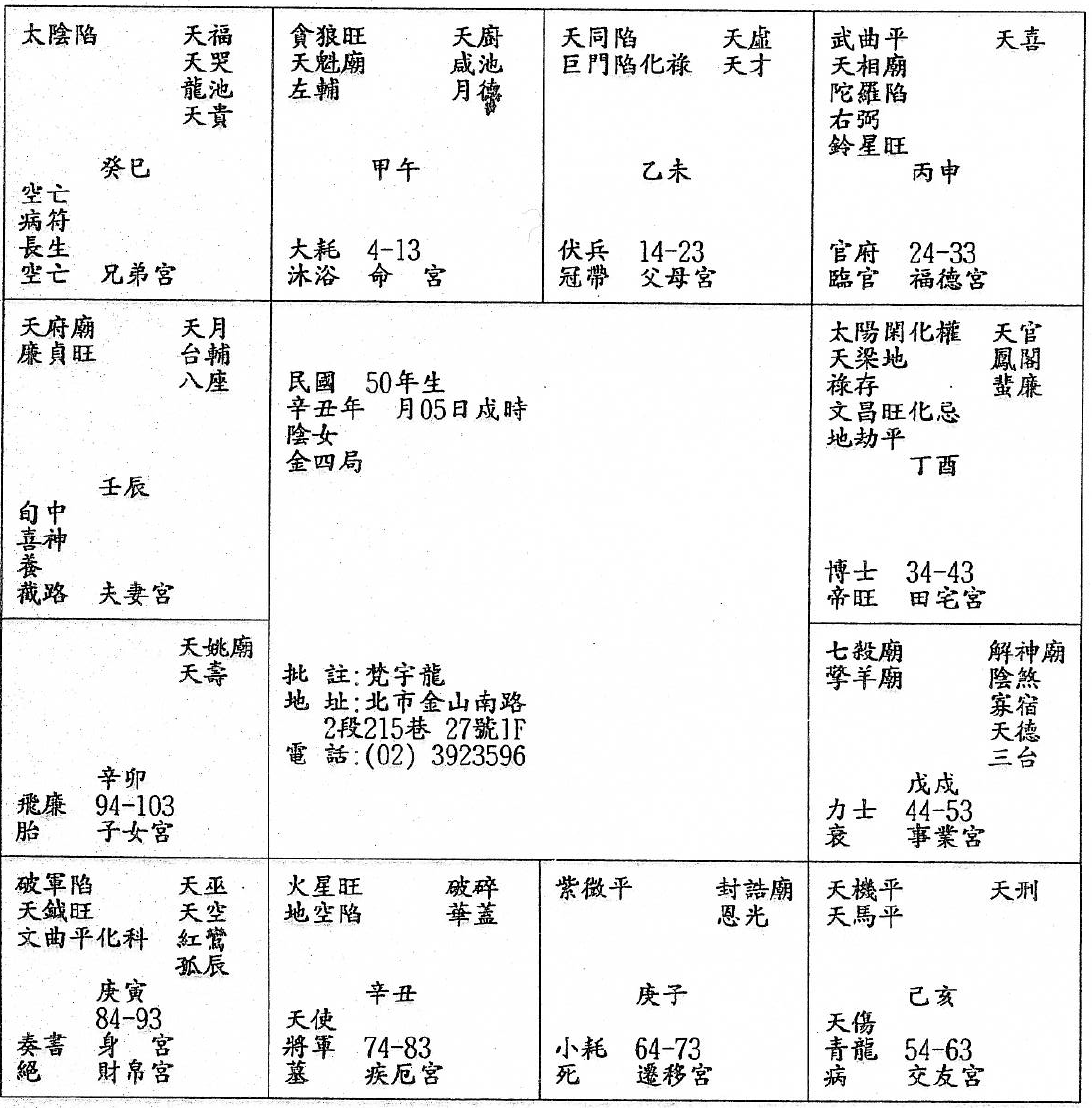 太陰陷 天福
天哭
龍池
天貴
癸巳
空亡
病符
長生
空亡 兄弟宮
貪狼旺 天廚
天魁廟 咸池
左輔 月德
甲午
大耗 4-13
沐浴 命 宮
天同陷 天虛
巨門陷化祿 天才
乙未
伏兵 14-23
冠帶 父母宮
武曲平 天喜
天相廟
陀羅陷
右弼
鈴星旺
丙申
官府 24-33
臨官 福德宮
天府廟 天月
廉貞旺 台輔
八座
壬辰
旬中
喜神
養
截路 夫妻宮
民國 50年生
辛丑年 月05日戍時
陰女
金四局
批 註:梵宇龍
地 址:北市金山南路
2段215巷 27號1F
電 話:(02) 3923596
太陽閑化權 天官
天梁地 鳳閣
祿存 蜚廉
文昌旺化忌
地劫平
丁酉
博士 34-43
帝旺 田宅宮
天姚廟
天壽
辛卯
飛廉 94-103
胎 子女宮
七殺廟 解神廟
擎羊廟 陰煞
寡宿
天德
三台
戊戍
力士 44-53
衰 事業宮
破軍陷 天巫
天鉞旺 天空
文曲平化科 紅鸞
孤辰
庚寅
84-93
奏書 身 宮
絕 財帛宮
火星旺 破碎
地空陷 華蓋
辛丑
天使
將軍 74-83
墓 疾厄宮
紫微平 封誥廟
恩光
庚子
小耗 64-73
死 遷移宮
天機平 天刑
天馬平
己亥
天傷
青龍 54-63
病 交友宮